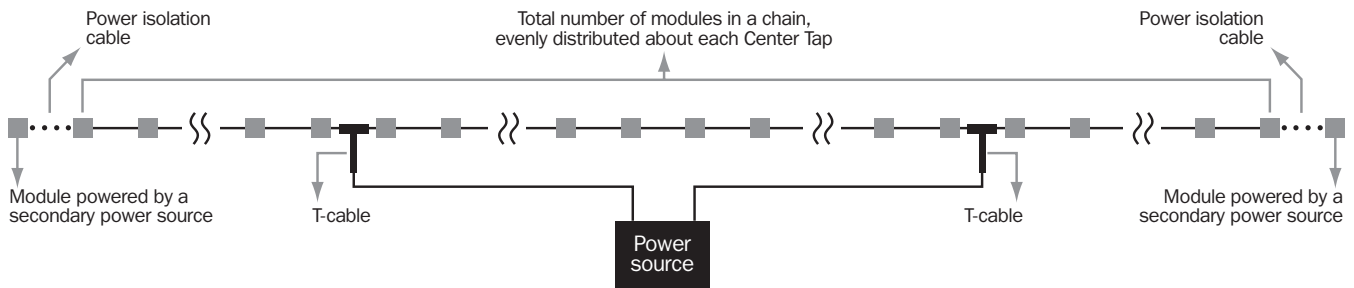 Power isolation
cable
Total number of modules in a chain,
evenly distributed about each Center Tap
Power isolation
cable
Module powered by a
secondary power source
T-cable
Power
source
T-cable
Module powered by a
secondary power source